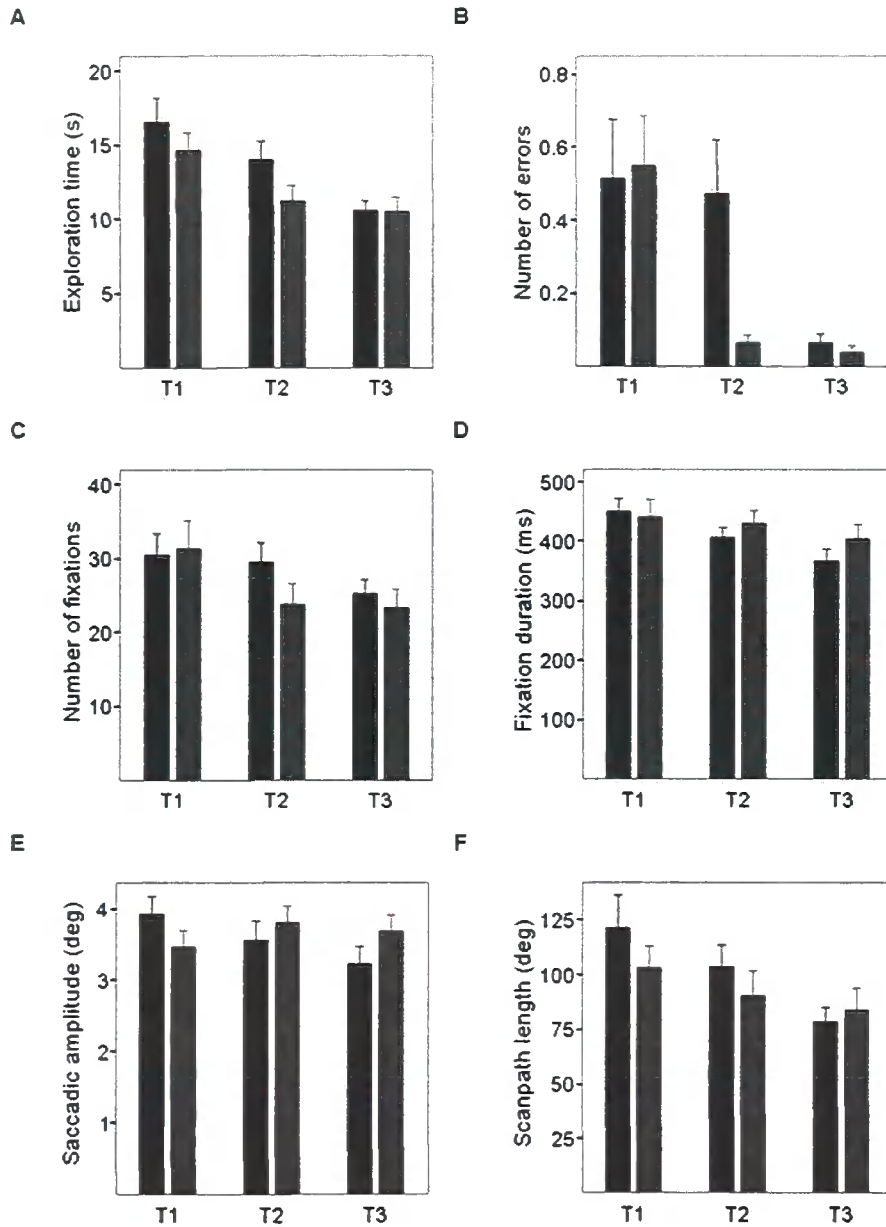 A
Exploration time (s)
20
15
10
5
T1 T2 T3
B
Number of errors
0.8
0.6
0.4
0.2
T1 T2 T3
C
Number of fixations
40
30
20
10
T1 T2 T3
D
Fixation duration (ms)
500
400
300
200
100
T1 T2 T3
E
Saccadic amplitude (deg)
4
3
2
1
T1 T2 T3
F
Scanpath length (deg)
125
100
75
50
25
T1 T2 T3